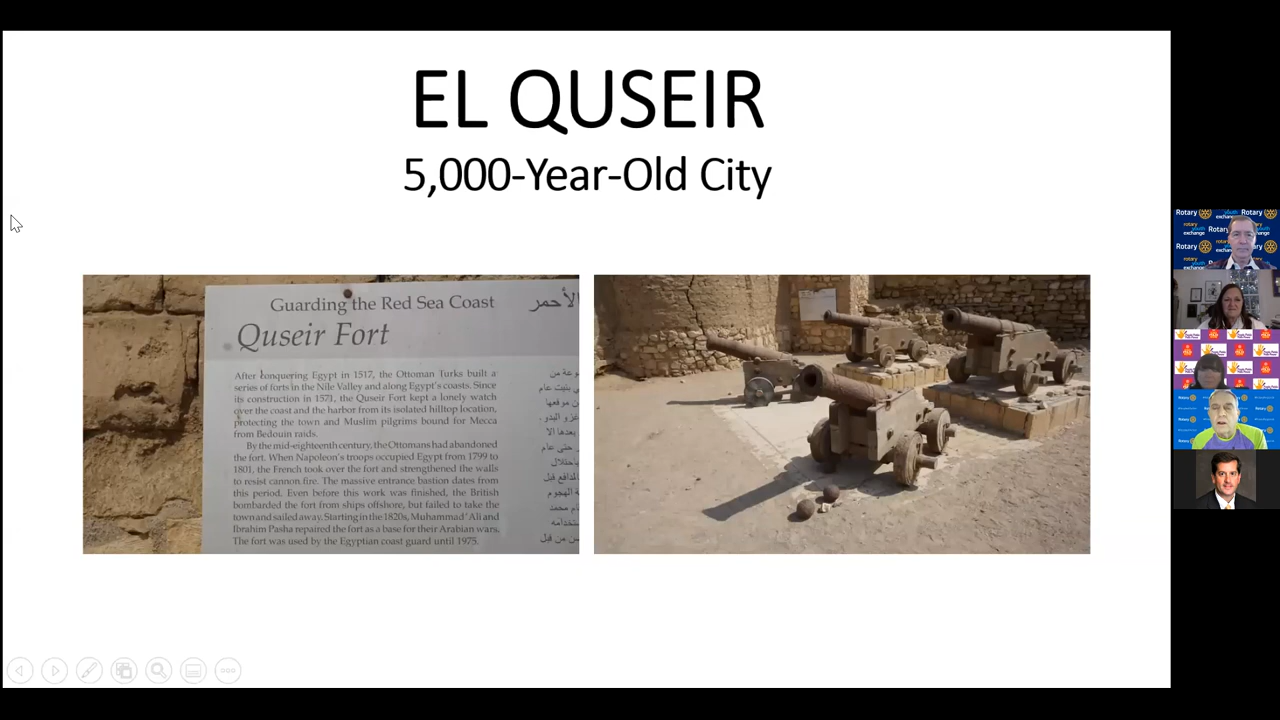 EL QUSEIR
5,000-Year-Old City
Guarding the Red Sea Coast
الأحمر
Quseir Fort
After conquering Egypt in 1517, the Ottoman Turks built a
series of forts in the Nile Valley and along Egypt's coasts. Since
its construction in 1571, the Quseir Fort kept a lonely watch
over the coast and the harbor from its isolated hilltop location,
protecting the town and Muslim pilgrims bound for Mecca
from Bedouin raids.
By the mid-eighteenth century, the Ottomans had abandoned
the fort. When Napoleon's troops occupied Egypt from 1799 to
1801, the French took over the fort and strengthened the walls
to resist cannon fire. The massive entrance bastion dates from
this period. Even before this work was finished, the British
bombarded the fort from ships offshore, but failed to take the
town and sailed away. Starting in the 1820s, Muhammad 'Ali and
Ibrahim Pasha repaired the fort as a base for their Arabian wars.
The fort was used by the Egyptian coast guard until 1975.
Rotary
Rotary
rotary
youth
exchange
Rotary
Rotary